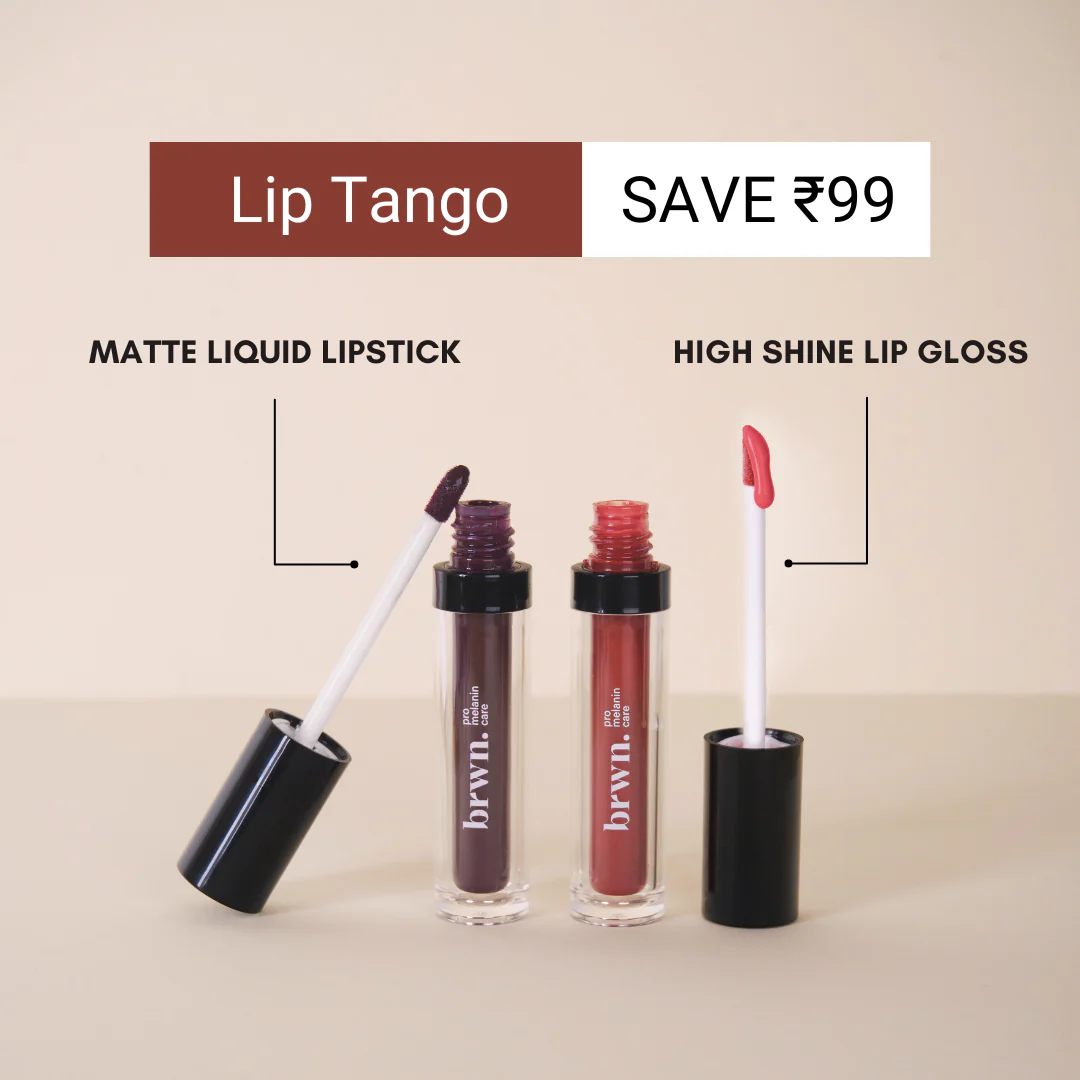 Lip Tango
SAVE ₹99
MATTE LIQUID LIPSTICK
HIGH SHINE LIP GLOSS
brwn.
pro
melanin
care
brwn.
pro
melanin
care